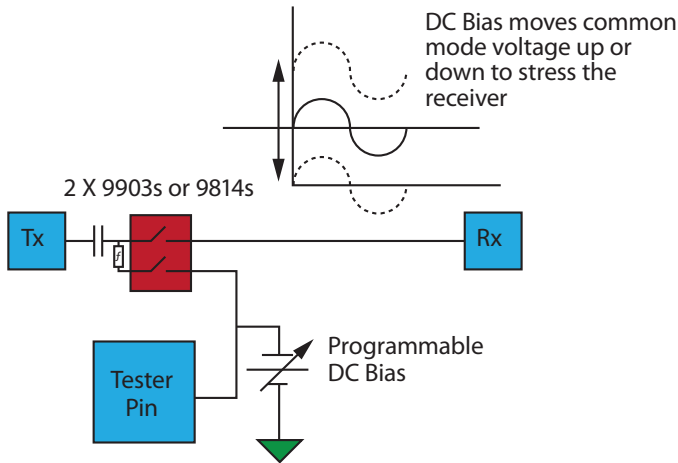 DC Bias moves common
mode voltage up or
down to stress the
receiver
2 X 9903s or 9814s
Tx
Rx
f
Programmable
DC Bias
Tester
Pin